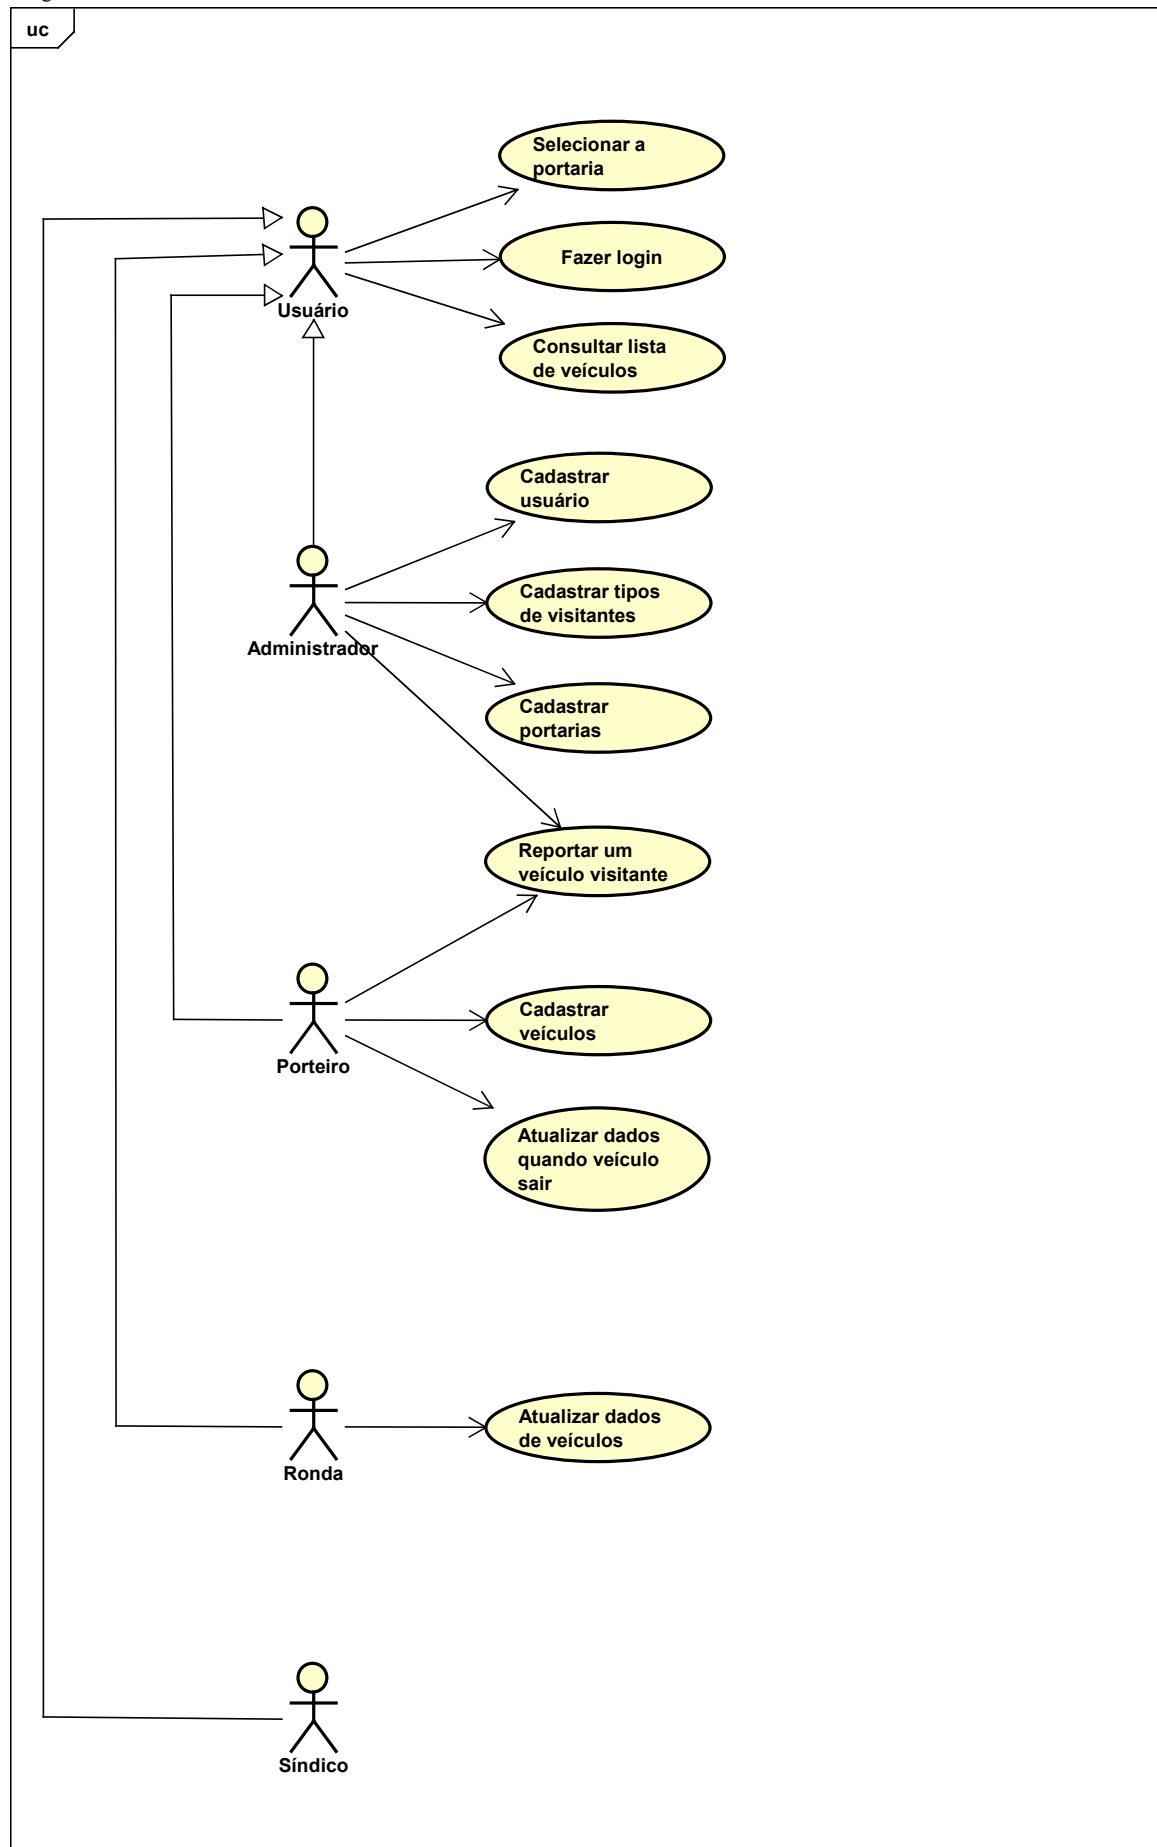 uc
Selecionar a
portaria
Fazer login
Usuário
Consultar lista
de veículos
Cadastrar
usuário
Cadastrar tipos
de visitantes
Administrador
Cadastrar
portarias
Reportar um
veículo visitante
Cadastrar
veículos
Porteiro
Atualizar dados
quando veículo
sair
Atualizar dados
de veículos
Ronda
Síndico